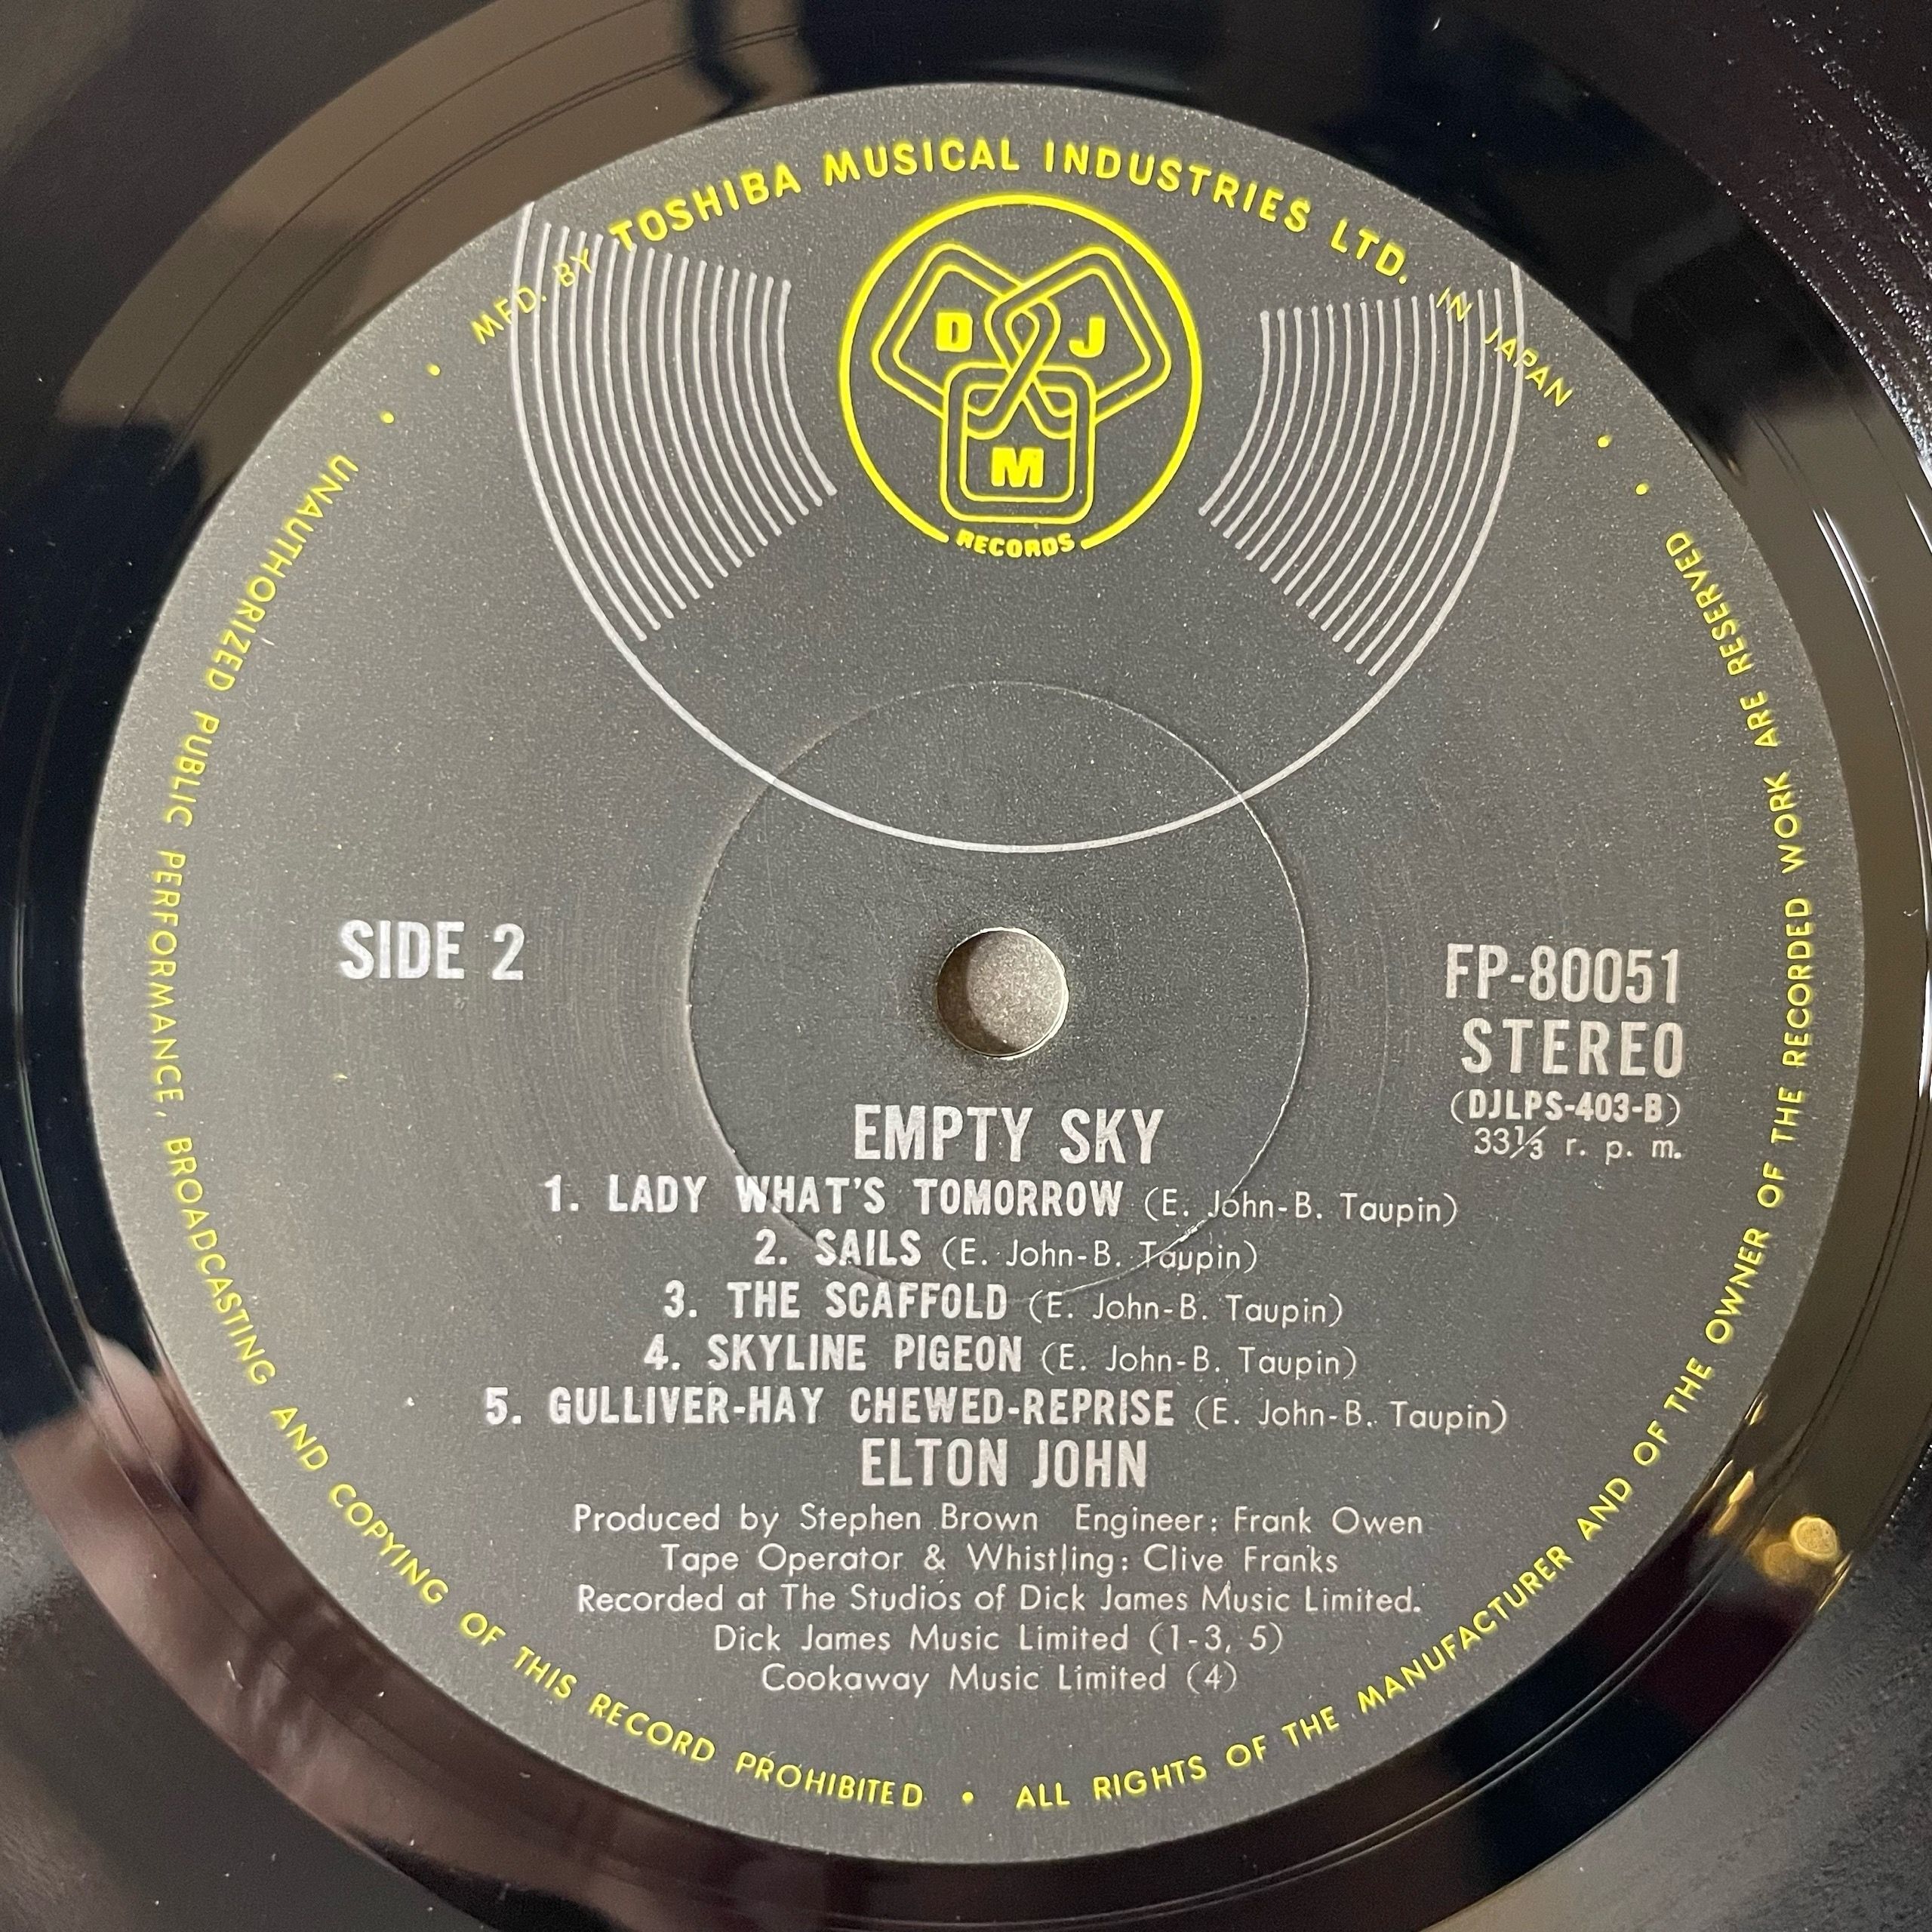 MFD. BY TOSHIBA MUSICAL INDUSTRIES LTD. IN JAPAN
D J
M
RECORDS
SIDE 2
FP-80051
STEREO
(DJLPS-403-B)
33⅓ r. p. m.
EMPTY SKY
1. LADY WHAT'S TOMORROW (E. John-B. Taupin)
2. SAILS (E. John-B. Taupin)
3. THE SCAFFOLD (E. John-B. Taupin)
4. SKYLINE PIGEON (E. John-B. Taupin)
5. GULLIVER-HAY CHEWED-REPRISE (E. John-B. Taupin)
ELTON JOHN
Produced by Stephen Brown Engineer: Frank Owen
Tape Operator & Whistling: Clive Franks
Recorded at The Studios of Dick James Music Limited.
Dick James Music Limited (1-3, 5)
Cookaway Music Limited (4)
UNAUTHORIZED PUBLIC PERFORMANCE, BROADCASTING AND COPYING OF THIS RECORD PROHIBITED • ALL RIGHTS OF THE MANUFACTURER AND OF THE OWNER OF THE RECORDED WORK ARE RESERVED